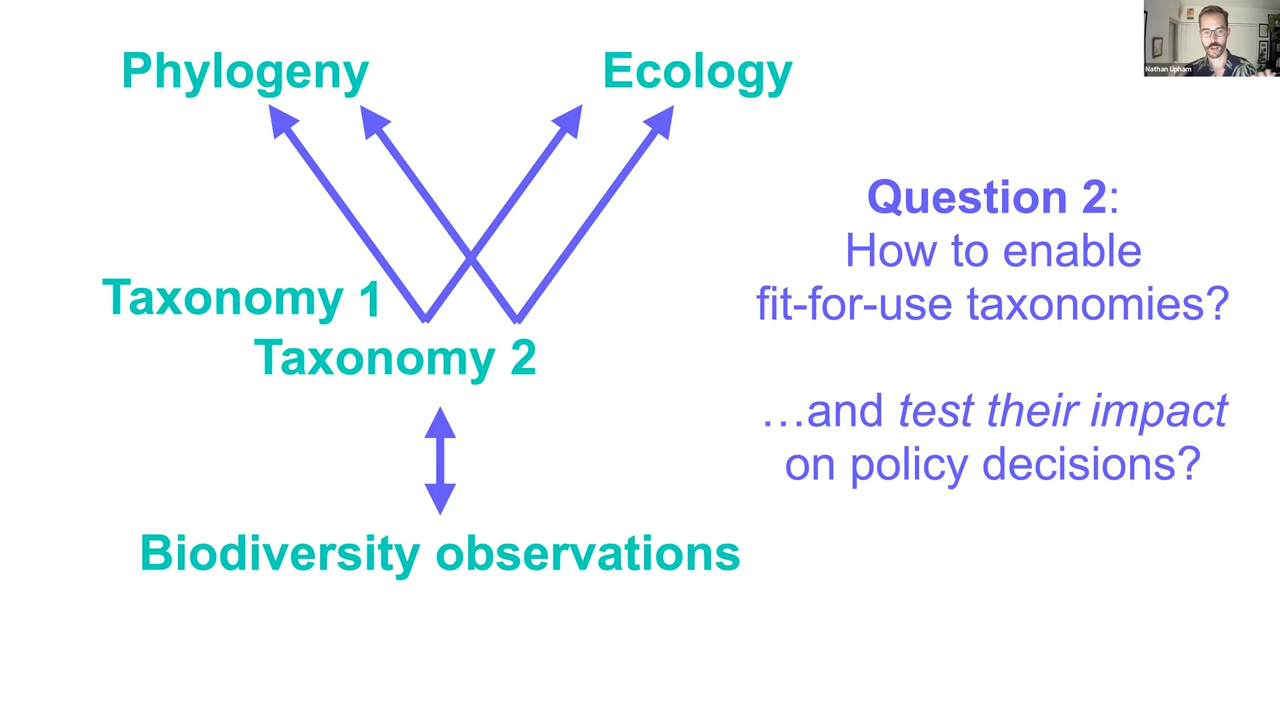 Phylogeny
Ecology
Nathan Upham
Taxonomy 1
Taxonomy 2
Biodiversity observations
Question 2:
How to enable
fit-for-use taxonomies?
…and test their impact
on policy decisions?